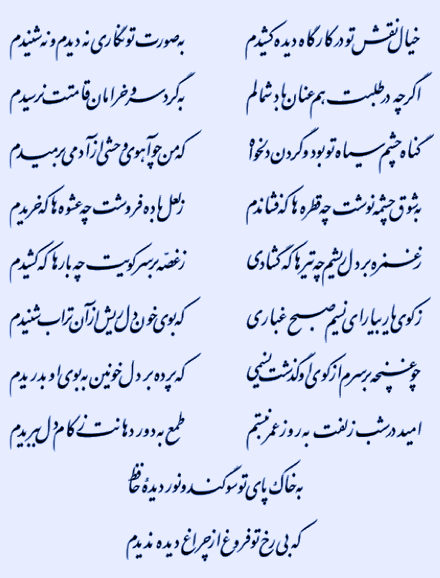 خیال نقش تو در کارگاه دیده کشیدم به صورت تو نگاری نه دیدم و نه شنیدم
اگرچه در طلبت هم عنان باد شمالم به گرد سرو خرامان قامتت نرسیدم
گناه چشم سیاه تو بود و گردن دلخواه که من چو آهوی وحشی ز آدمی برمیدم
به شوق چشمه نوشت چه قطره‌ها که فشاندم ز لعل باده فروشت چه عشوه‌ها که خریدم
ز غمزه بر دل ریشم چه تیرها که گشادی ز غصه بر سر کویت چه بارها که کشیدم
ز کوی یار بیار ای نسیم صبح غباری که بوی خون دل ریش از آن تراب شنیدم
چو غنچه بر سرم از کوی او گذشت نسیمی که پرده بر دل خونین به بوی او بدریدم
امید در شب زلفت به روز عمر نبستم طمع به دور دهانت ز کام دل ببریدم
به خاک پای تو سوگند و نور دیده حافظ
که بی رخ تو فروغ از چراغ دیده ندیدم